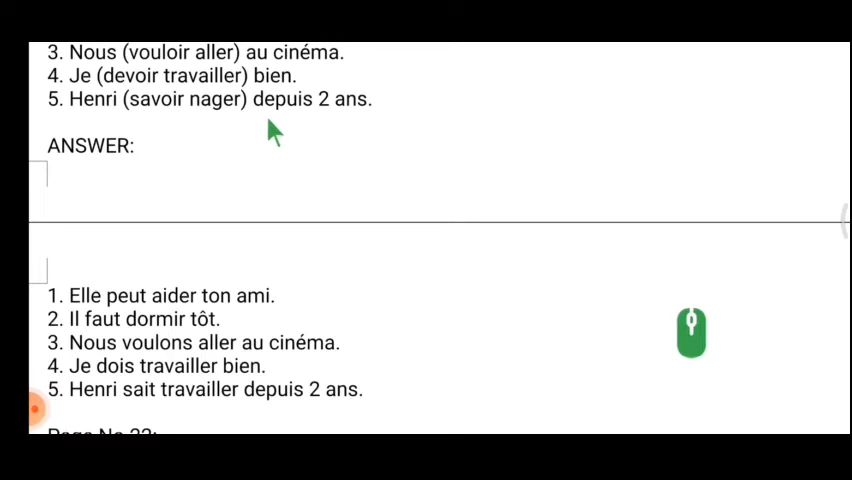 3. Nous (vouloir aller) au cinéma.
4. Je (devoir travailler) bien.
5. Henri (savoir nager) depuis 2 ans.
ANSWER:
1. Elle peut aider ton ami.
2. Il faut dormir tôt.
3. Nous voulons aller au cinéma.
4. Je dois travailler bien.
5. Henri sait travailler depuis 2 ans.